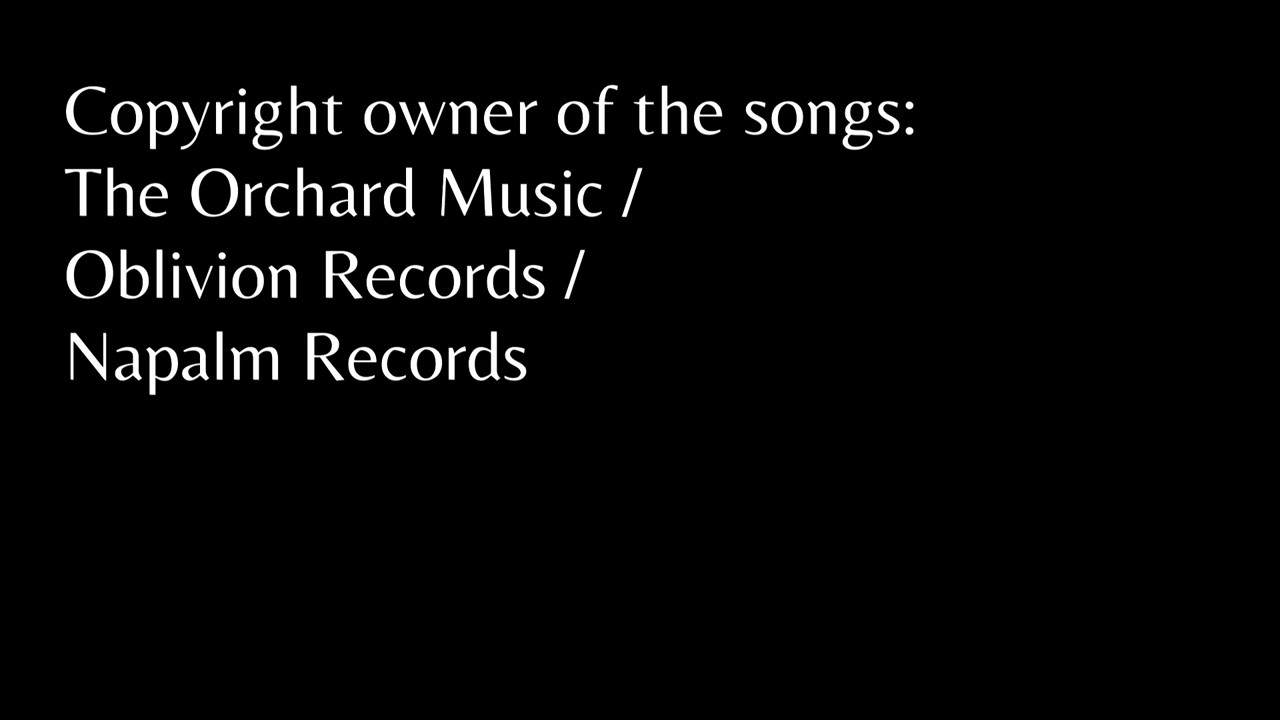 Copyright owner of the songs:
The Orchard Music /
Oblivion Records /
Napalm Records